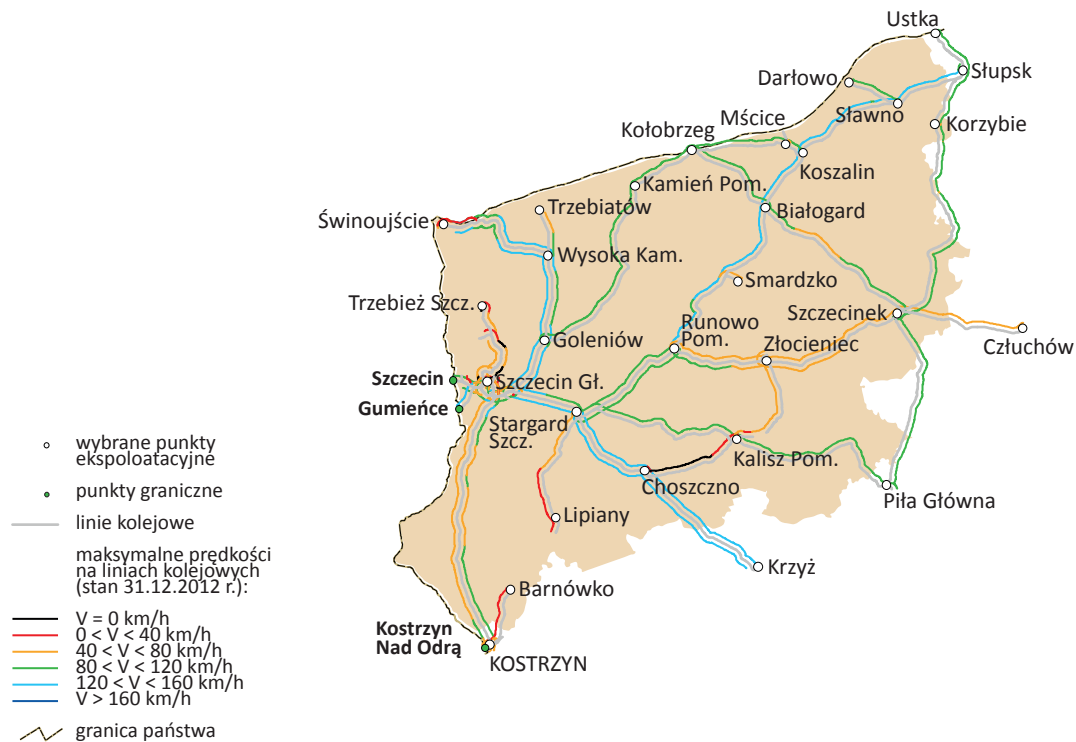 Ustka
Słupsk
Darłowo
Sławno
Mścice
Korzybie
Kołobrzeg
Koszalin
Kamień Pom.
Białogard
Trzebiatów
Świnoujście
Wysoka Kam.
Smardzko
Trzebież Szcz.
Szczecinek
Runowo
Pom.
Goleniów
Złocieniec
Człuchów
Szczecin
Szczecin Gł.
Gumieńce
Stargard
Szcz.
Kalisz Pom.
Choszczno
Piła Główna
Lipiany
Krzyż
Barnówko
Kostrzyn
Nad Odrą
KOSTRZYN
wybrane punkty
ekspoloatacyjne
punkty graniczne
linie kolejowe
maksymalne prędkości
na liniach kolejowych
(stan 31.12.2012 r.):
V = 0 km/h
0 < V < 40 km/h
40 < V < 80 km/h
80 < V < 120 km/h
120 < V < 160 km/h
V > 160 km/h
granica państwa